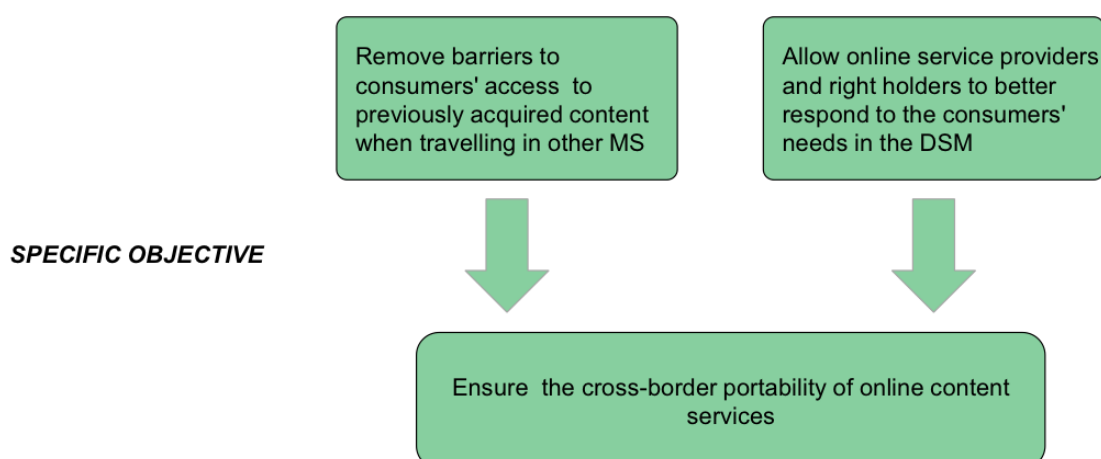 Remove barriers to
consumers' access  to
previously acquired content
when travelling in other MS
Allow online service providers
and right holders to better
respond to the consumers'
needs in the DSM
SPECIFIC OBJECTIVE
Ensure  the cross-border portability of online content
services